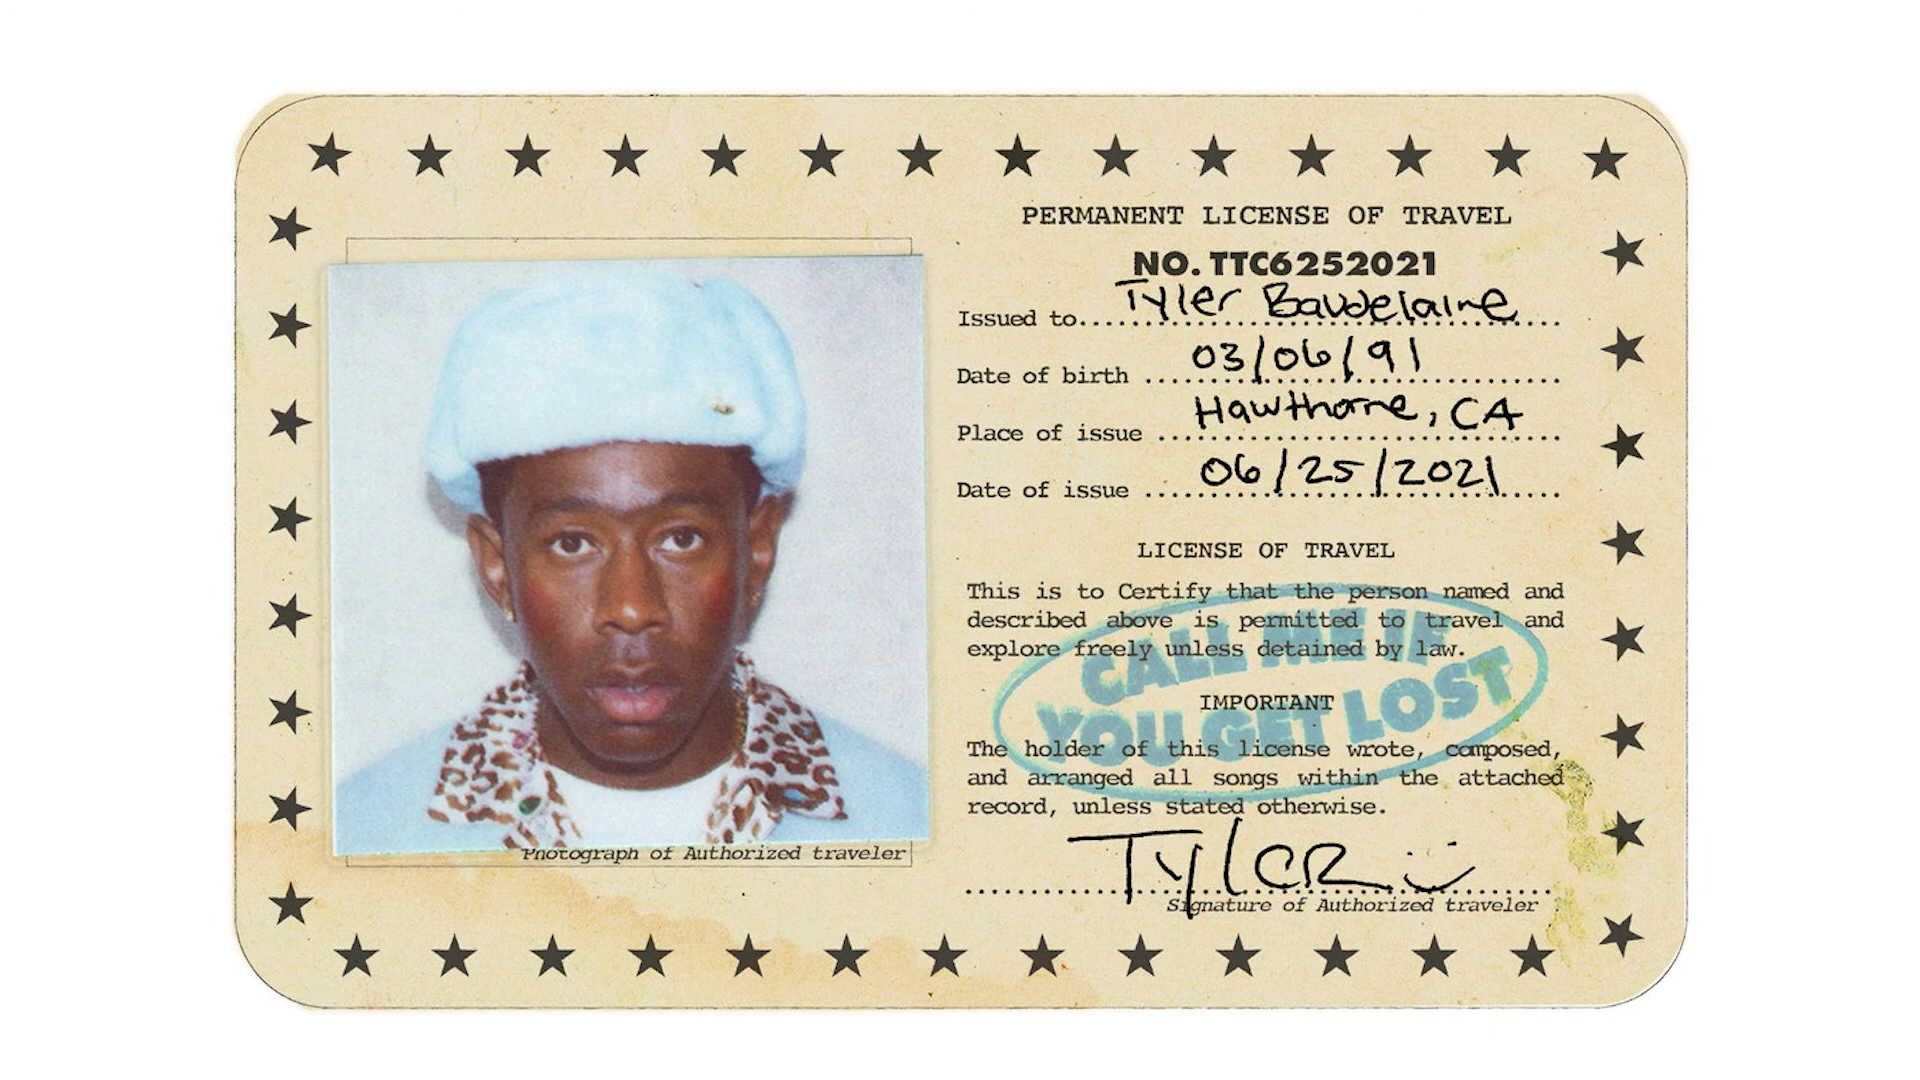 PERMANENT LICENSE OF TRAVEL
NO. TTC6252021
Issued to Tyler Baudelaire
Date of birth 03/06/91
Place of issue Hawthorne, CA
Date of issue 06/25/2021
LICENSE OF TRAVEL
This is to Certify that the person named and
described above is permitted to travel and
explore freely unless detained by law.
CALL ME IF
YOU GET LOST
IMPORTANT
The holder of this license wrote, composed,
and arranged all songs within the attached
record, unless stated otherwise.
TyLER
Signature of Authorized traveler
Photograph of Authorized traveler